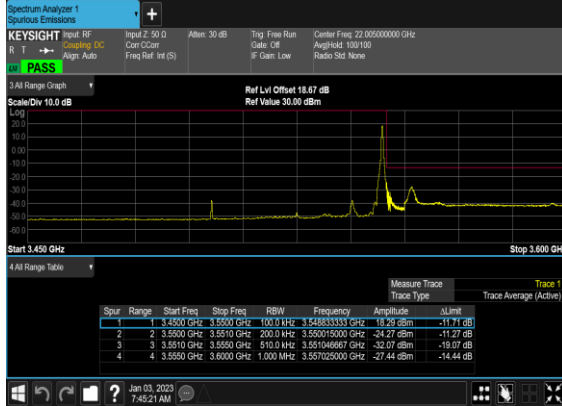 Spectrum Analyzer 1
Spurious Emissions
KEYSIGHT Input: RF Input Z: 50 Ω Atten: 30 dB Trig: Free Run Center Freq: 22.005000000 GHz
R T Coupling: DC Corr CCorr Gate: Off Avg|Hold: 100/100
Align: Auto Freq Ref: Int (S) IF Gain: Low Radio Std: None
PASS
3 All Range Graph
Ref Lvl Offset 18.67 dB
Scale/Div 10.0 dB Ref Value 30.00 dBm
Log
20.0
10.0
0.00
-10.0
-20.0
-30.0
-40.0
-50.0
-60.0
Start 3.450 GHz Stop 3.600 GH
4 All Range Table
Measure Trace Trace 1
Trace Type Trace Average (Active)
Spur Range Start Freq Stop Freq RBW Frequency Amplitude ΔLimit
1 1 3.4500 GHz 3.5500 GHz 100.0 kHz 3.548833333 GHz 18.29 dBm -11.71 dB
2 2 3.5500 GHz 3.5510 GHz 200.0 kHz 3.550015000 GHz -24.27 dBm -11.27 dB
3 3 3.5510 GHz 3.5550 GHz 510.0 kHz 3.551046667 GHz -32.07 dBm -19.07 dB
4 4 3.5550 GHz 3.6000 GHz 1.000 MHz 3.557025000 GHz -27.44 dBm -14.44 dB
Jan 03, 2023
7:45:21 AM